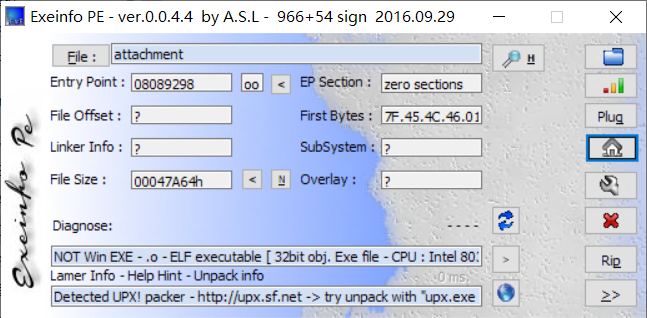 Exeinfo PE - ver.0.0.4.4 by A.S.L - 966+54 sign 2016.09.29
File : attachment H
Entry Point : 08089298 oo < EP Section : zero sections
File Offset : ? First Bytes : 7F.45.4C.46.01 Plug
Linker Info : ? SubSystem : ?
File Size : 00047A64h < N Overlay : ?
Diagnose: - - - -
NOT Win EXE - .o - ELF executable [ 32bit obj. Exe file - CPU : Intel 80 > Rip
Lamer Info - Help Hint - Unpack info -0 ms.
Detected UPX! packer - http://upx.sf.net -> try unpack with "upx.exe >>
Exeinfo Pe